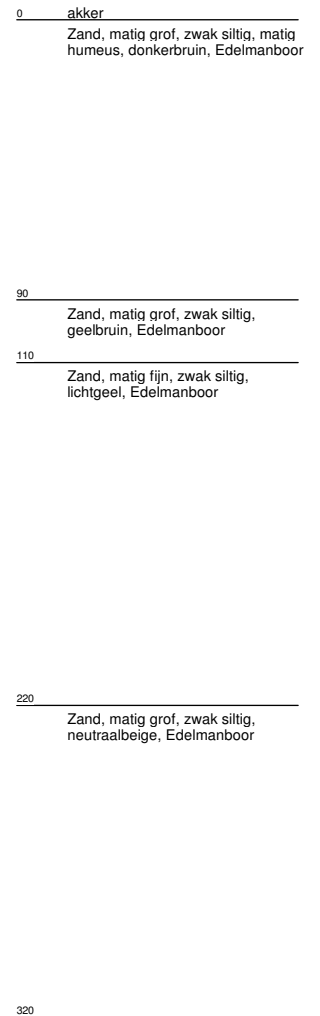 0 akker
Zand, matig grof, zwak siltig, matig
humeus, donkerbruin, Edelmanboor
90
Zand, matig grof, zwak siltig,
geelbruin, Edelmanboor
110
Zand, matig fijn, zwak siltig,
lichtgeel, Edelmanboor
220
Zand, matig grof, zwak siltig,
neutraalbeige, Edelmanboor
320